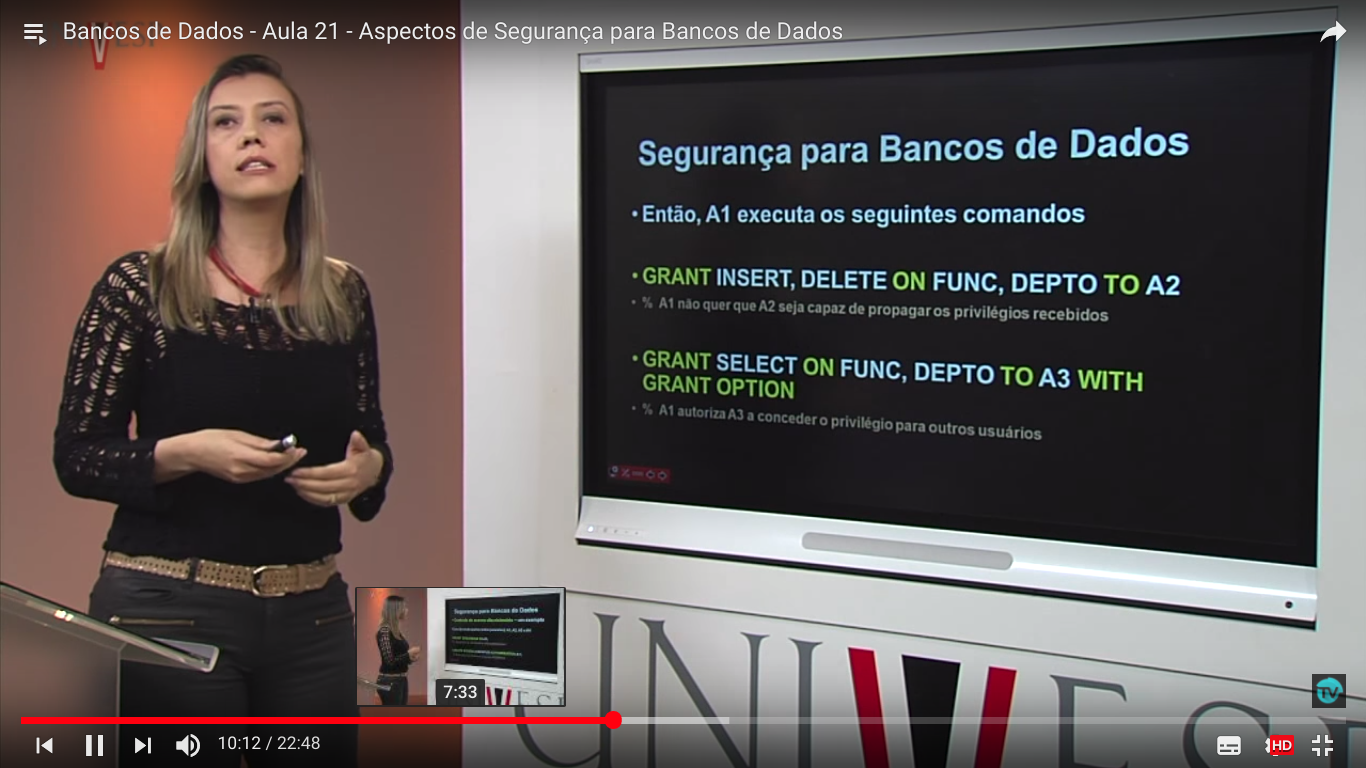 Bancos de Dados - Aula 21 - Aspectos de Segurança para Bancos de Dados
Segurança para Bancos de Dados
• Então, A1 executa os seguintes comandos
• GRANT INSERT, DELETE ON FUNC, DEPTO TO A2
• % A1 não quer que A2 seja capaz de propagar os privilégios recebidos
• GRANT SELECT ON FUNC, DEPTO TO A3 WITH
GRANT OPTION
• % A1 autoriza A3 a conceder o privilégio para outros usuários
Segurança para Bancos de Dados
7:33
UNIVESP
TV
10:12 / 22:48
HD